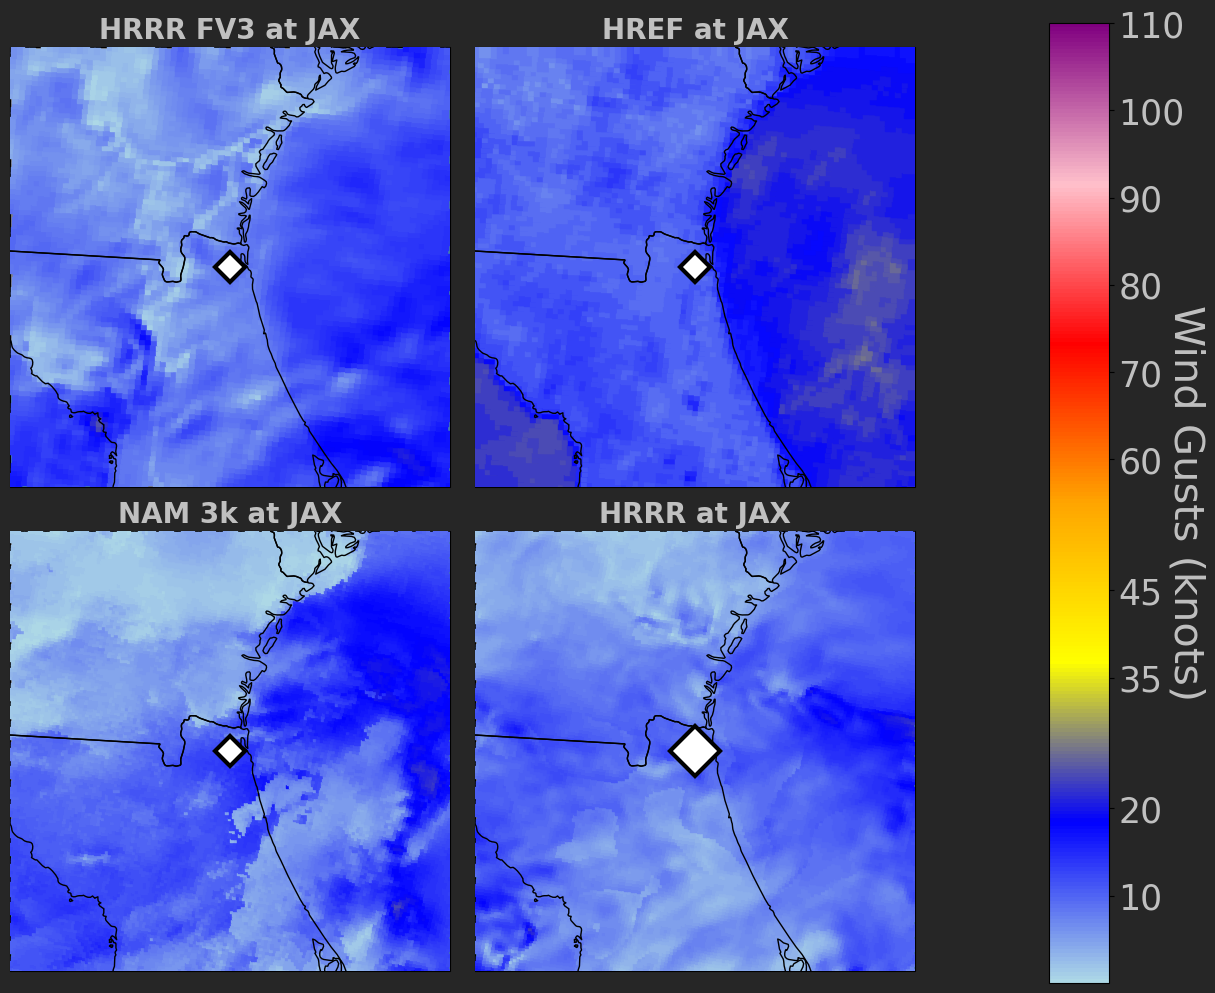 HRRR FV3 at JAX
HREF at JAX
NAM 3k at JAX
HRRR at JAX
110
100
90
80
70
60
45
35
20
10
Wind Gusts (knots)